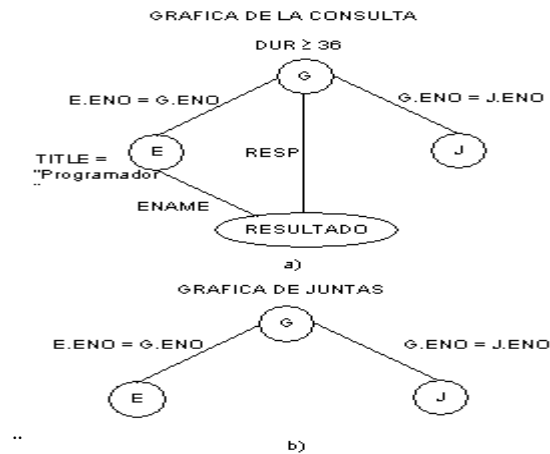 GRAFICA DE LA CONSULTA
DUR ≥ 36
G
E.ENO = G.ENO
G.ENO = J.ENO
E
RESP
J
TITLE =
"Programador
"
ENAME
RESULTADO
a)
GRAFICA DE JUNTAS
G
E.ENO = G.ENO
G.ENO = J.ENO
E
J
..
b)